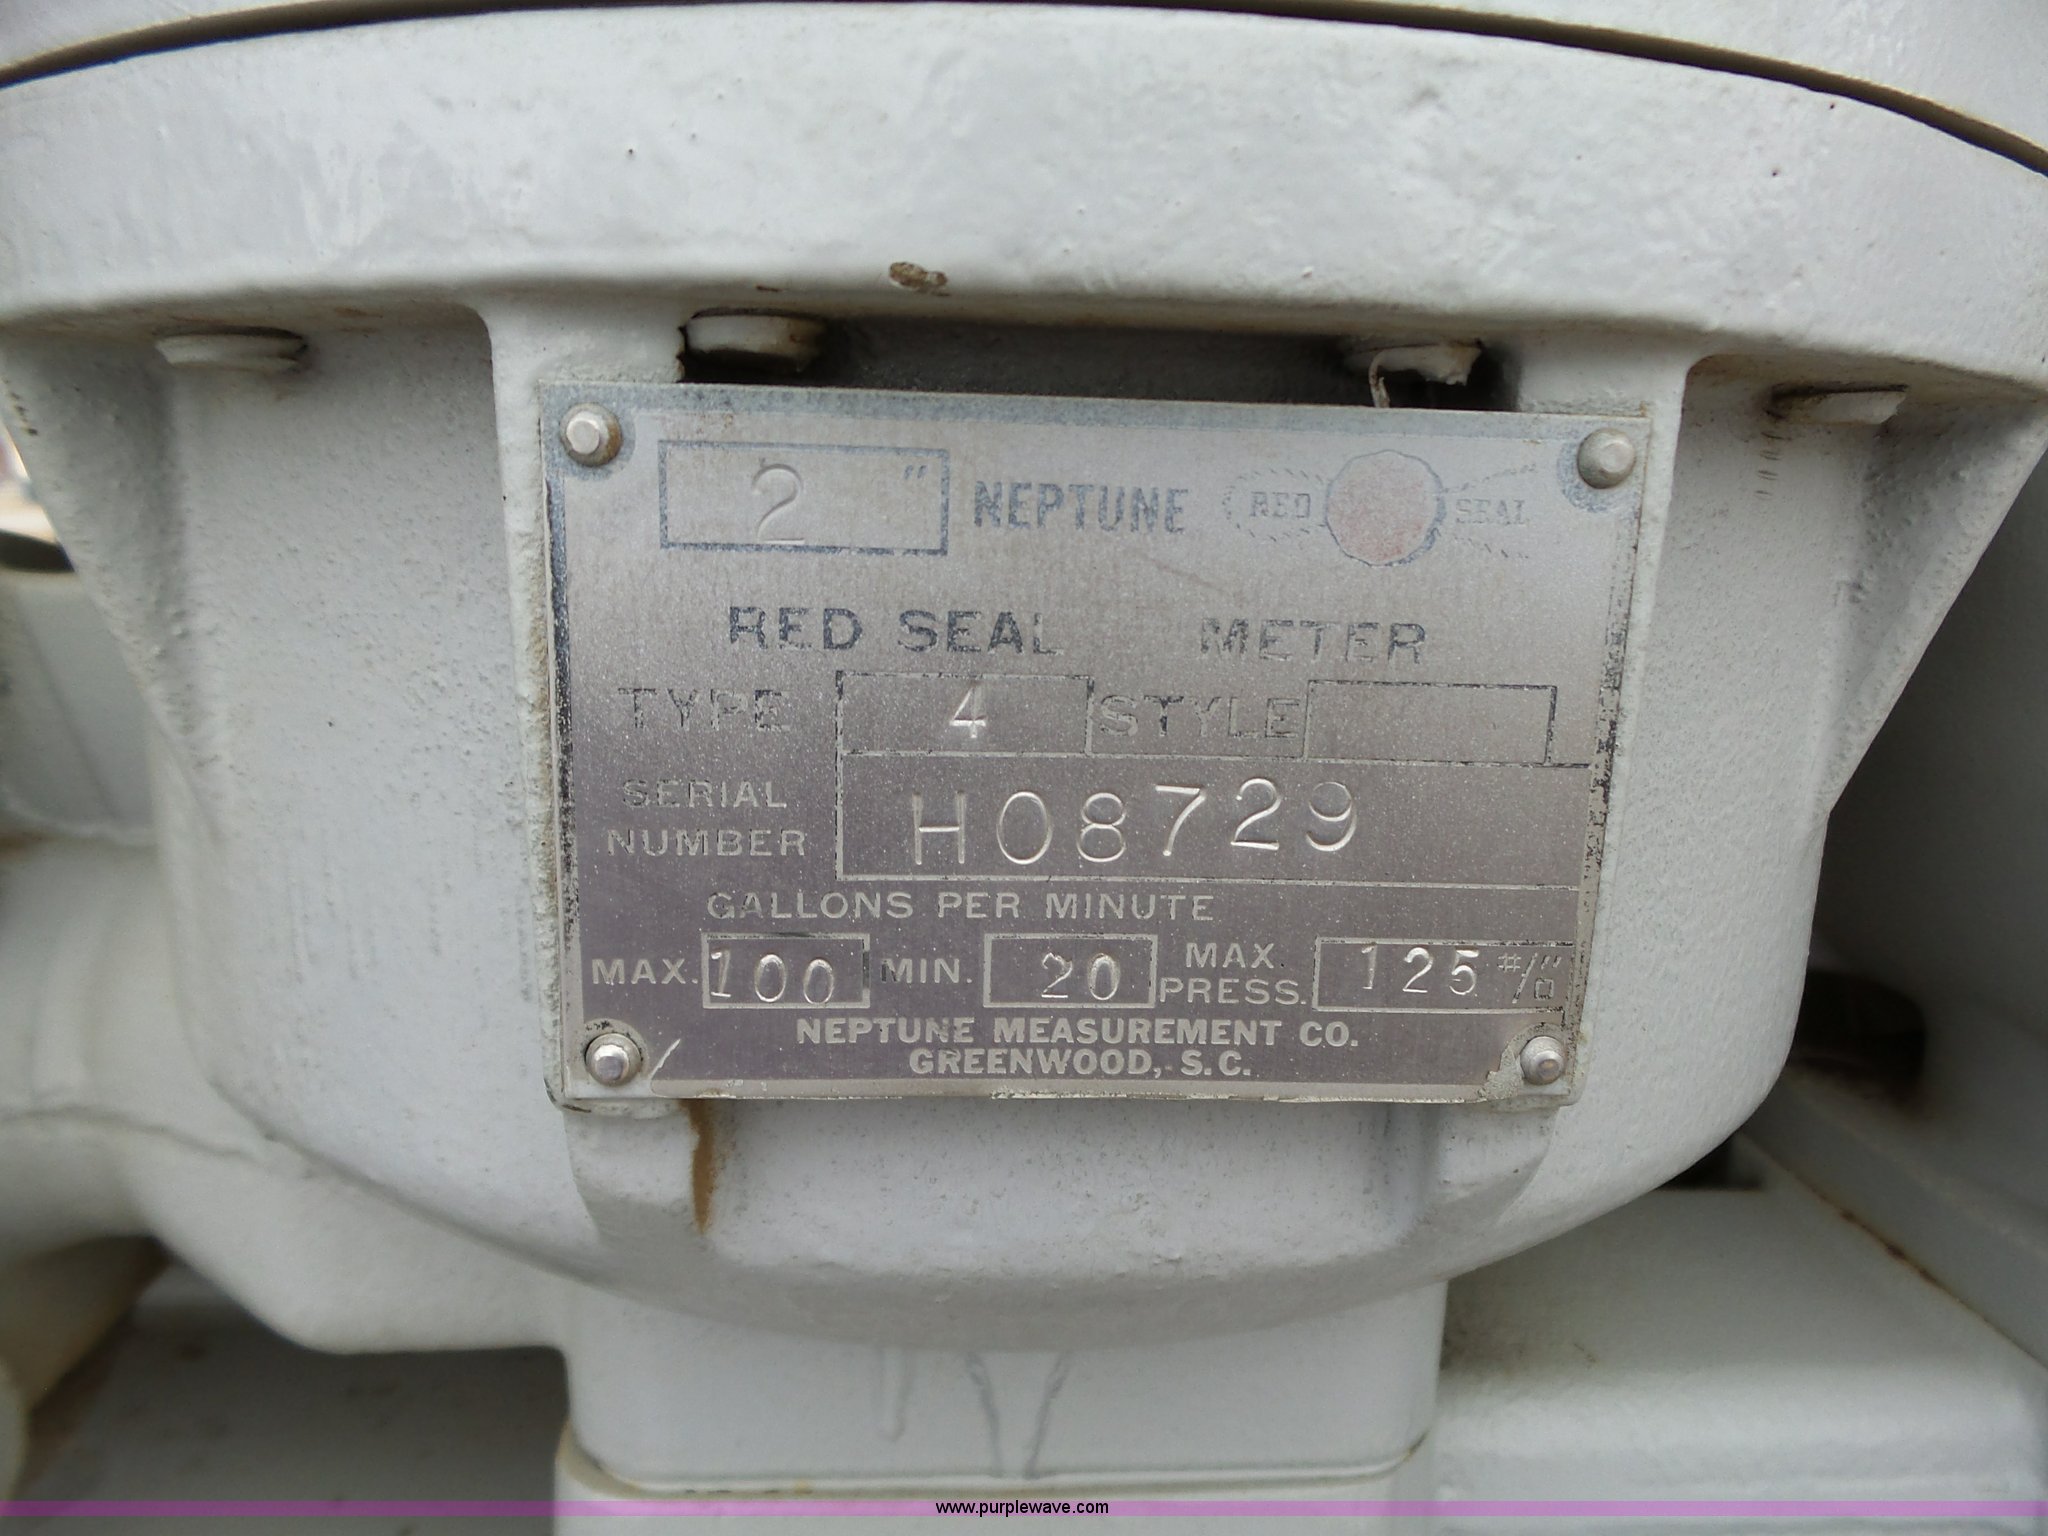 2 " NEPTUNE RED SEAL
RED SEAL METER
TYPE 4 STYLE
SERIAL NUMBER H08729
GALLONS PER MINUTE
MAX. 100 MIN. 20 MAX. PRESS. 125 #/"□
NEPTUNE MEASUREMENT CO.
GREENWOOD, S.C.
www.purplewave.com